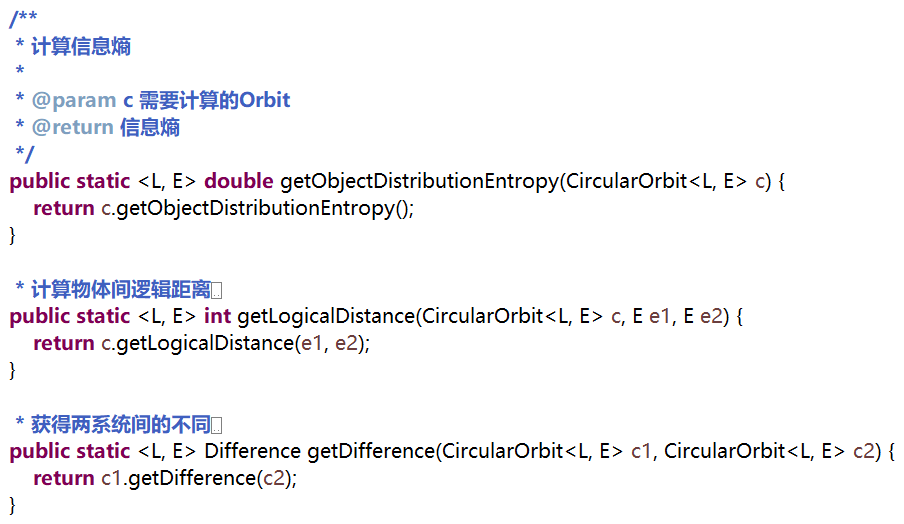 /**
 * 计算信息熵
 *
 * @param c 需要计算的Orbit
 * @return 信息熵
 */
public static <L, E> double getObjectDistributionEntropy(CircularOrbit<L, E> c) {
    return c.getObjectDistributionEntropy();
}

 * 计算物体间逻辑距离
public static <L, E> int getLogicalDistance(CircularOrbit<L, E> c, E e1, E e2) {
    return c.getLogicalDistance(e1, e2);
}

 * 获得两系统间的不同
public static <L, E> Difference getDifference(CircularOrbit<L, E> c1, CircularOrbit<L, E> c2) {
    return c1.getDifference(c2);
}